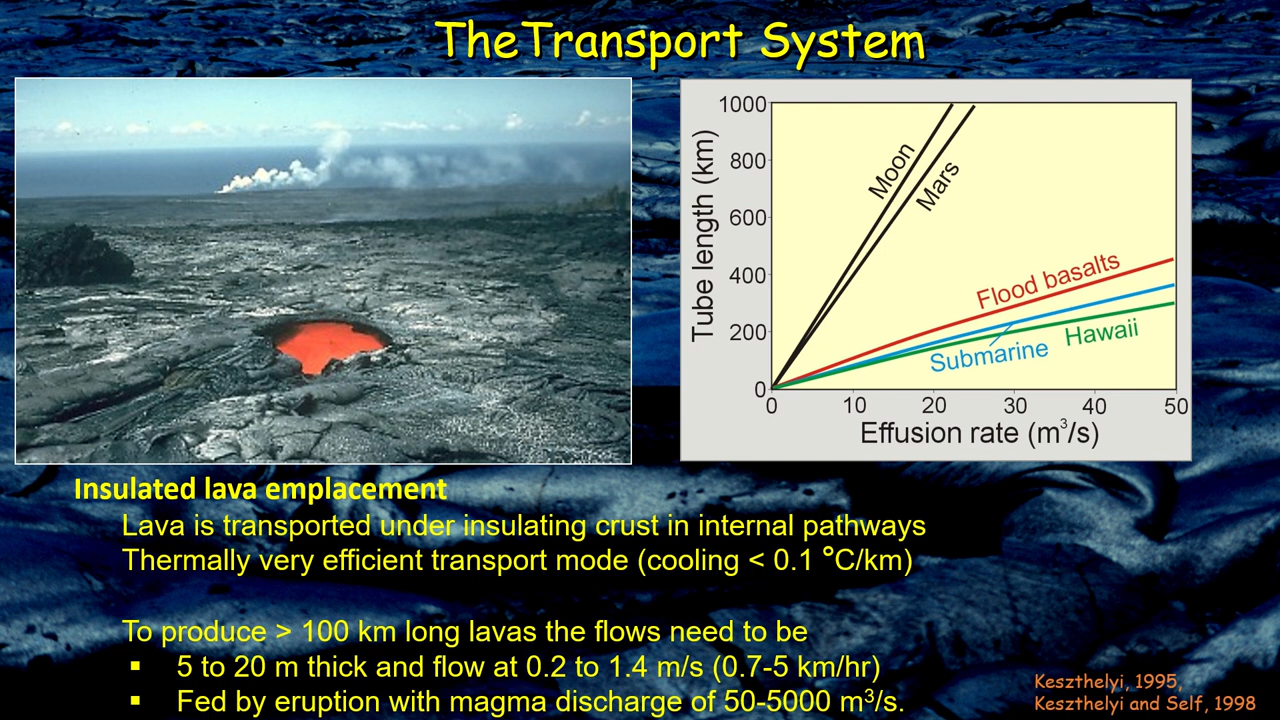 TheTransport System
1000
800
600
400
200
0
Tube length (km)
Moon
Mars
Flood basalts
Submarine
Hawaii
0 10 20 30 40 50
Effusion rate (m³/s)
Insulated lava emplacement
Lava is transported under insulating crust in internal pathways
Thermally very efficient transport mode (cooling < 0.1 °C/km)
To produce > 100 km long lavas the flows need to be
▪ 5 to 20 m thick and flow at 0.2 to 1.4 m/s (0.7-5 km/hr)
▪ Fed by eruption with magma discharge of 50-5000 m³/s.
Keszthelyi, 1995,
Keszthelyi and Self, 1998